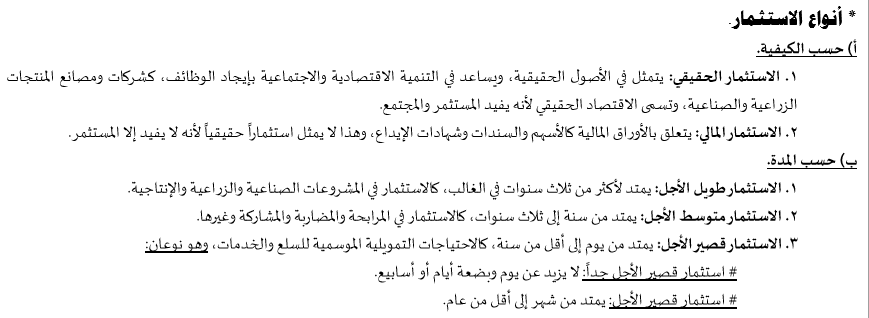 * أنواع الاستثمار.
أ) حسب الكيفية.
١. الاستثمار الحقيقي: يتمثل في الأصول الحقيقية، ويساعد في التنمية الاقتصادية والاجتماعية بإيجاد الوظائف، كشركات ومصانع المنتجات
الزراعية والصناعية، وتسمى الاقتصاد الحقيقي لأنه يفيد المستثمر والمجتمع.
٢. الاستثمار المالي: يتعلق بالأوراق المالية كالأسهم والسندات وشهادات الإيداع، وهذا لا يمثل استثماراً حقيقياً لأنه لا يفيد إلا المستثمر.
ب) حسب المدة.
١. الاستثمار طويل الأجل: يمتد لأكثر من ثلاث سنوات في الغالب، كالاستثمار في المشروعات الصناعية والزراعية والإنتاجية.
٢. الاستثمار متوسط الأجل: يمتد من سنة إلى ثلاث سنوات، كالاستثمار في المرابحة والمضاربة والمشاركة وغيرها.
٣. الاستثمار قصير الأجل: يمتد من يوم إلى أقل من سنة، كالاحتياجات التمويلية الموسمية للسلع والخدمات، وهو نوعان:
# استثمار قصير الأجل جداً: لا يزيد عن يوم وبضعة أيام أو أسابيع.
# استثمار قصير الأجل: يمتد من شهر إلى أقل من عام.